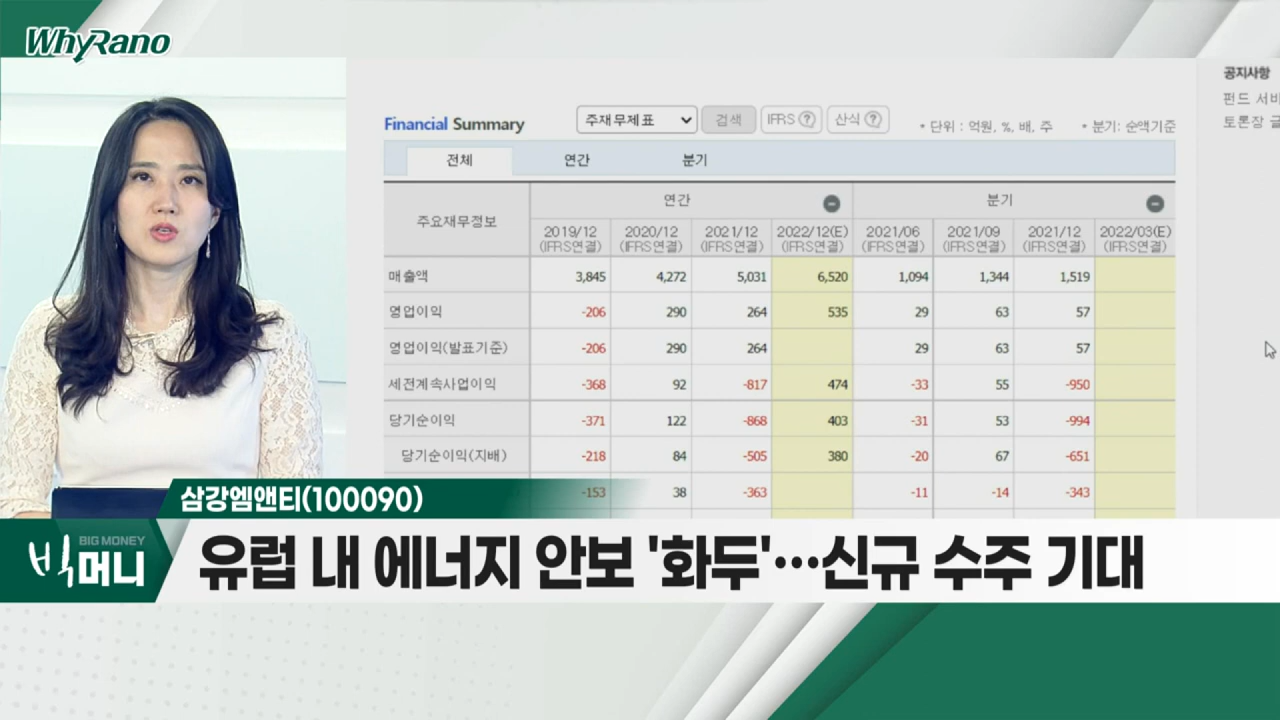 WhyRano
공지사항
펀드 서비
토론장 글
Financial Summary
주재무제표 검색 IFRS ? 산식 ?
* 단위 : 억원, %, 배, 주 * 분기: 순액기준
전체 연간 분기
주요재무정보 연간 분기
2019/12 2020/12 2021/12 2022/12(E) 2021/06 2021/09 2021/12 2022/03(E)
(IFRS연결) (IFRS연결) (IFRS연결) (IFRS연결) (IFRS연결) (IFRS연결) (IFRS연결) (IFRS연결)
매출액 3,845 4,272 5,031 6,520 1,094 1,344 1,519
영업이익 -206 290 264 535 29 63 57
영업이익(발표기준) -206 290 264 29 63 57
세전계속사업이익 -368 92 -817 474 -33 55 -950
당기순이익 -371 122 -868 403 -31 53 -994
당기순이익(지배) -218 84 -505 380 -20 67 -651
-153 38 -363 -11 -14 -343
삼강엠앤티(100090)
BIG MONEY
빅머니
유럽 내 에너지 안보 '화두'…신규 수주 기대